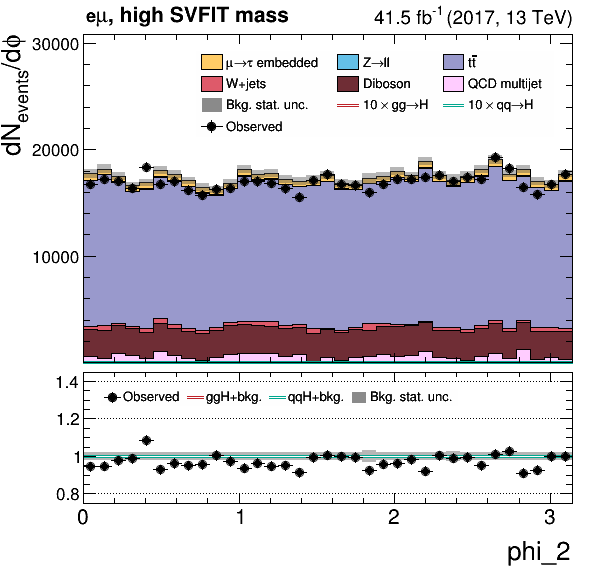 eμ, high SVFIT mass 41.5 fb⁻¹ (2017, 13 TeV)
dN_events/dϕ
30000
20000
10000
μ→τ embedded Z→ll tt̅
W+jets Diboson QCD multijet
Bkg. stat. unc. 10 × gg→H 10 × qq→H
Observed
1.4
1.2
1.0
0.8
Observed ggH+bkg. qqH+bkg. Bkg. stat. unc.
0 1 2 3
phi_2